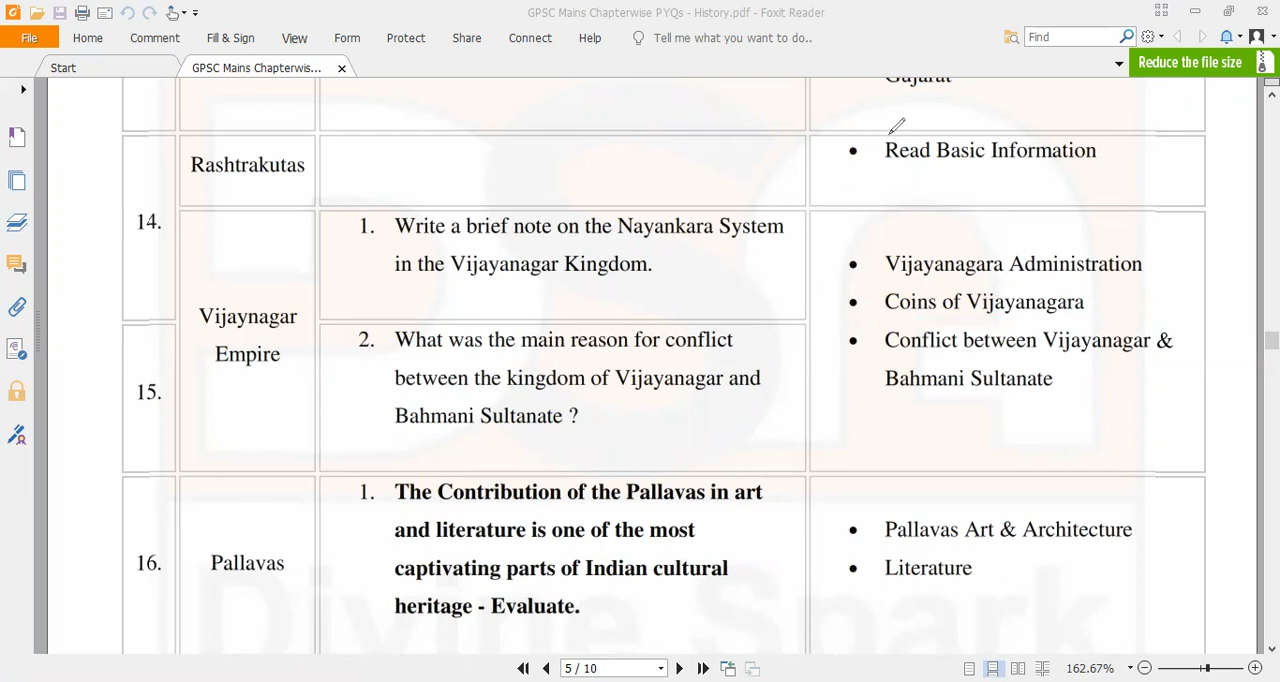 GPSC Mains Chapterwise PYQs - History.pdf - Foxit Reader
File Home Comment Fill & Sign View Form Protect Share Connect Help Tell me what you want to do.. Find
Start GPSC Mains Chapterwis... Reduce the file size
Gujarat
Rashtrakutas
• Read Basic Information
14.
Vijaynagar
Empire
1. Write a brief note on the Nayankara System
in the Vijayanagar Kingdom.
15.
2. What was the main reason for conflict
between the kingdom of Vijayanagar and
Bahmani Sultanate ?
• Vijayanagara Administration
• Coins of Vijayanagara
• Conflict between Vijayanagar &
Bahmani Sultanate
16.
Pallavas
1. The Contribution of the Pallavas in art
and literature is one of the most
captivating parts of Indian cultural
heritage - Evaluate.
• Pallavas Art & Architecture
• Literature
Divine Spark
5 / 10
162.67%